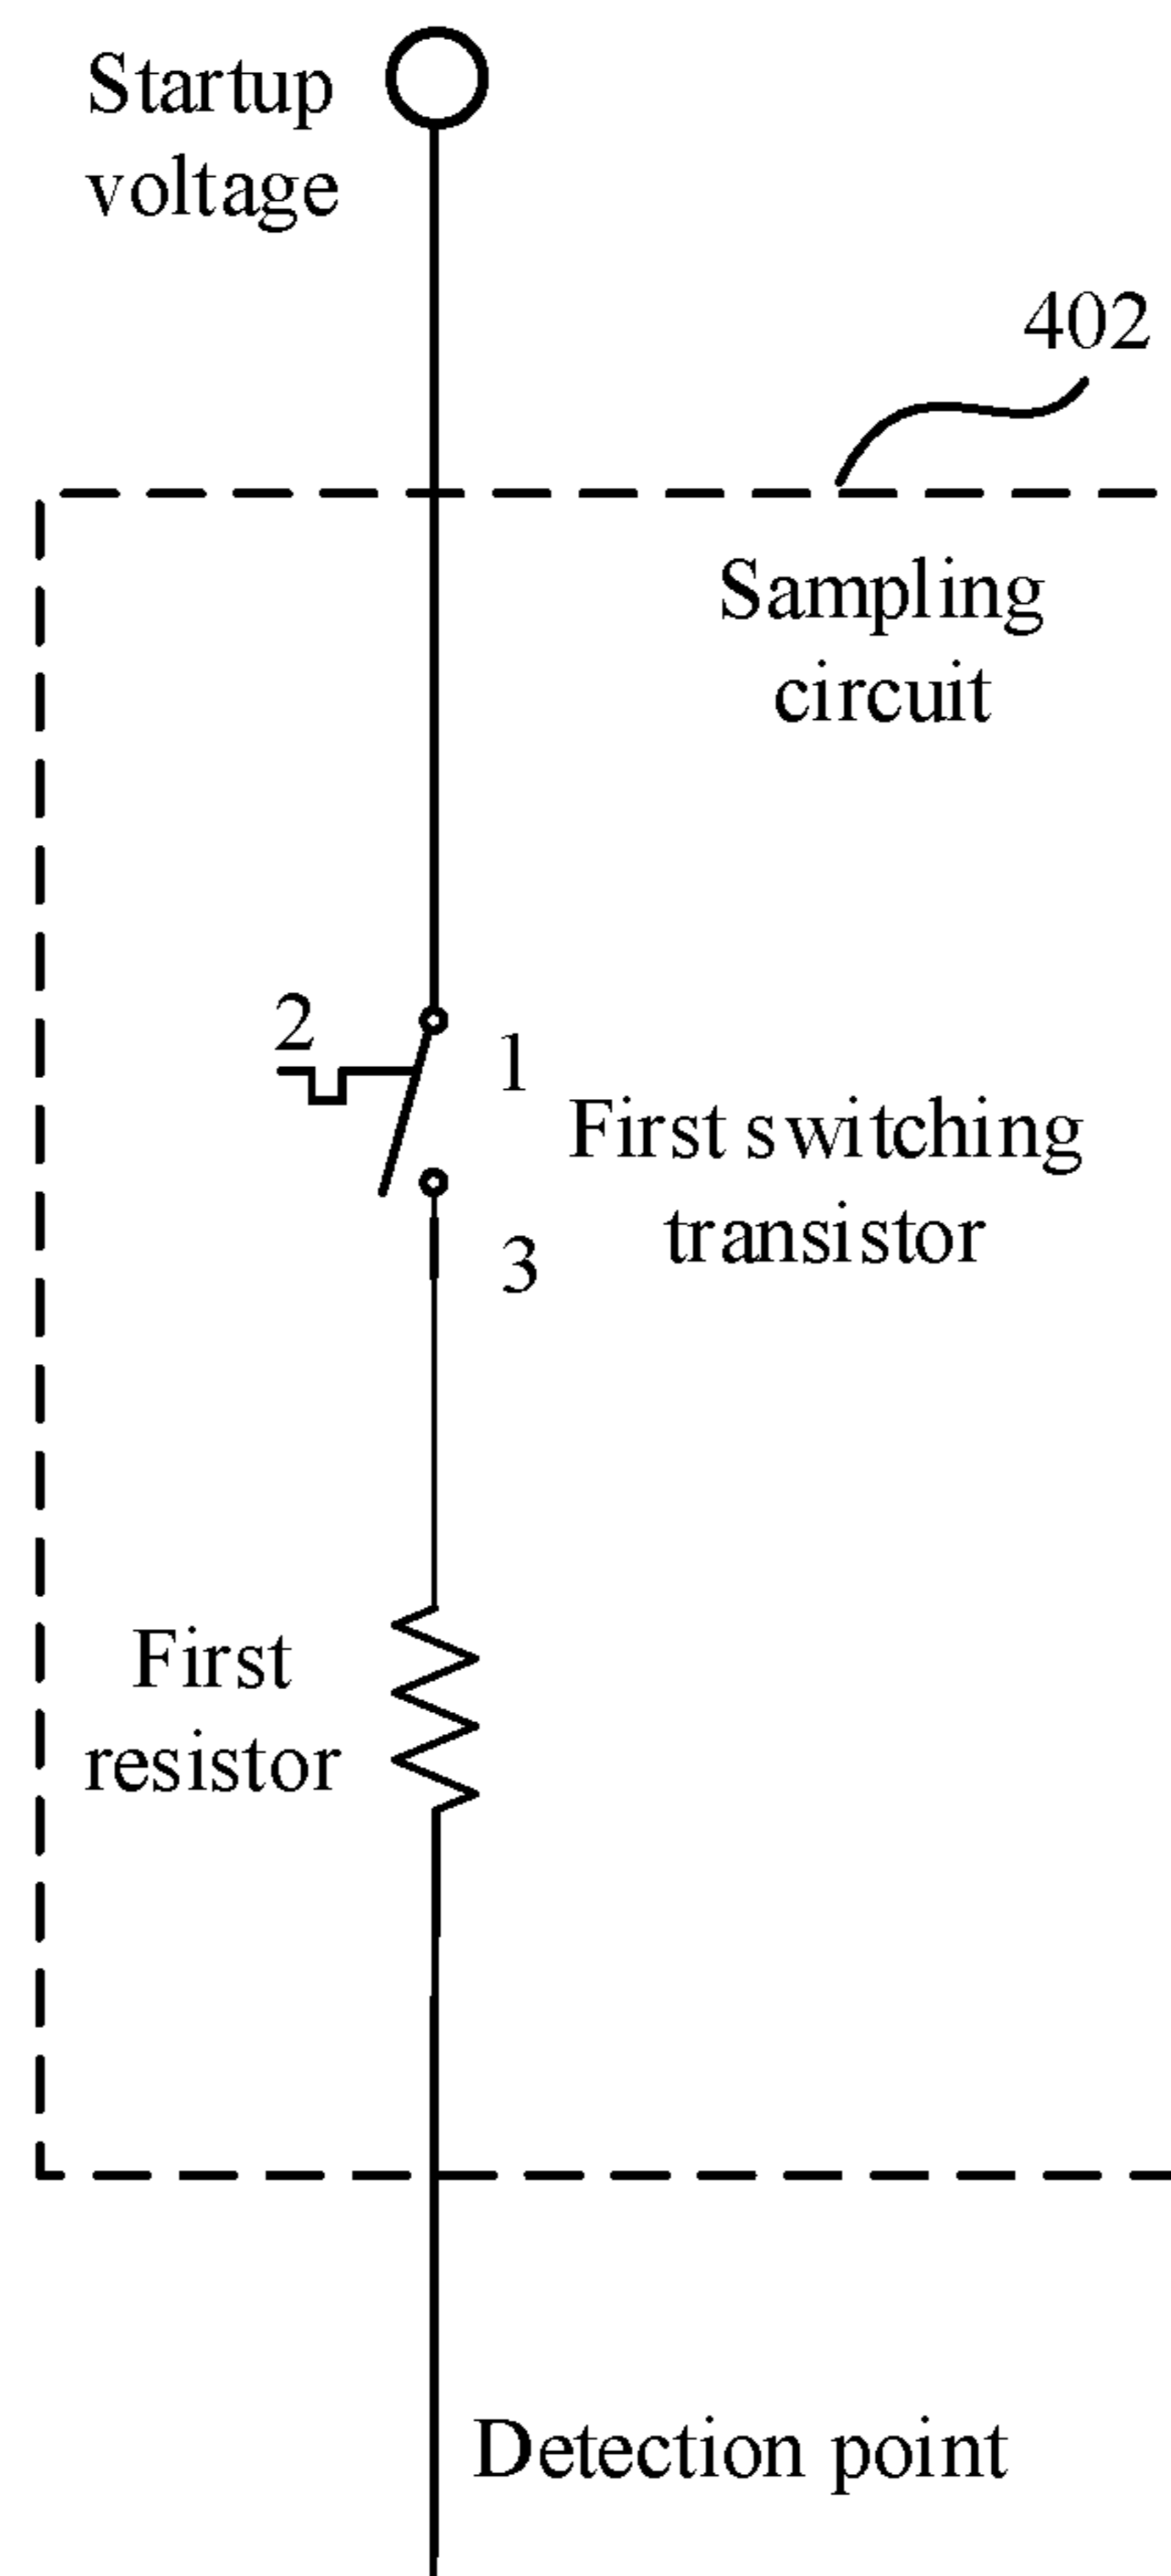 Startup
voltage
402
Sampling
circuit
2
1
First switching
transistor
3
First
resistor
Detection point